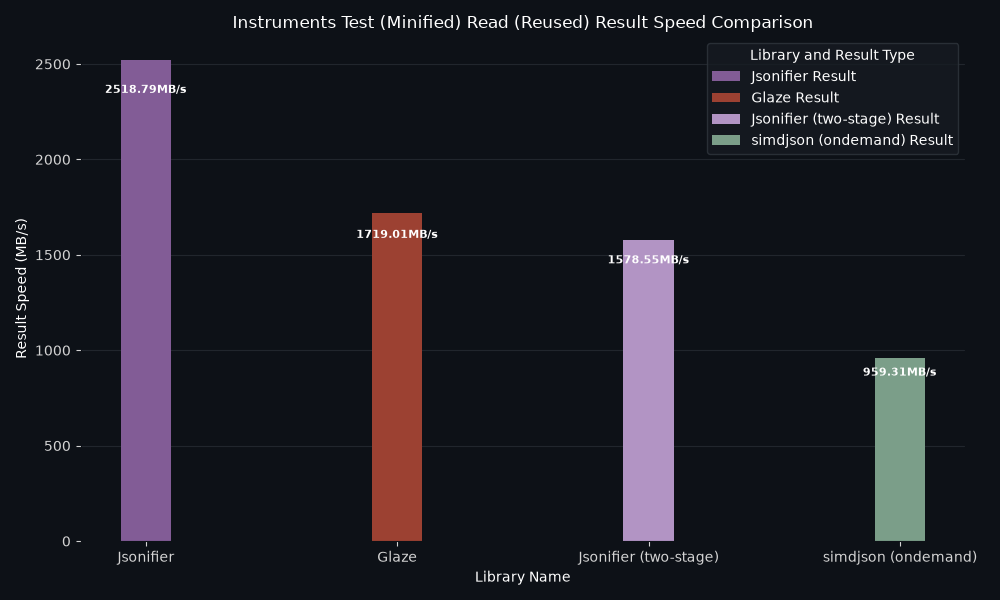 Instruments Test (Minified) Read (Reused) Result Speed Comparison
Library and Result Type
Jsonifier Result
Glaze Result
Jsonifier (two-stage) Result
simdjson (ondemand) Result
Result Speed (MB/s)
2500
2000
1500
1000
500
0
2518.79MB/s
1719.01MB/s
1578.55MB/s
959.31MB/s
Jsonifier
Glaze
Jsonifier (two-stage)
simdjson (ondemand)
Library Name